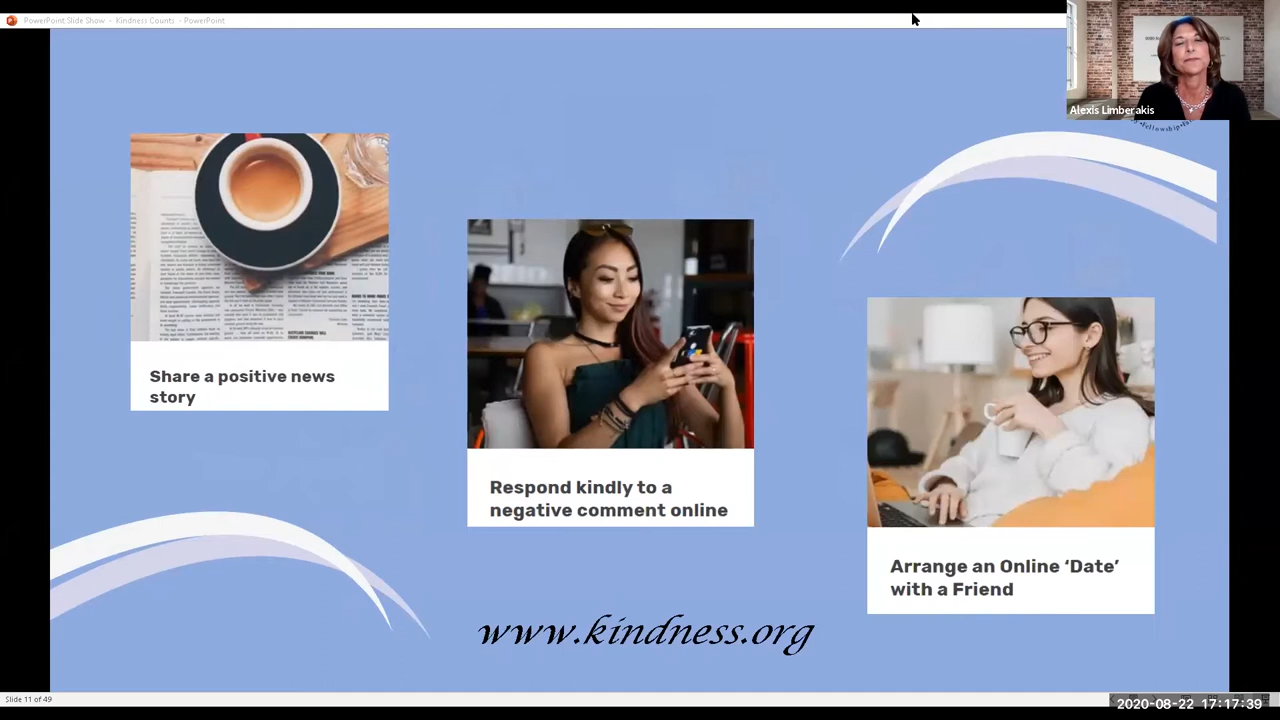 PowerPoint Slide Show - Kindness Counts - PowerPoint
Alexis Limberakis
Share a positive news
story
Respond kindly to a
negative comment online
Arrange an Online ‘Date’
with a Friend
www.kindness.org
Slide 11 of 49
2020-08-22 17:17:39